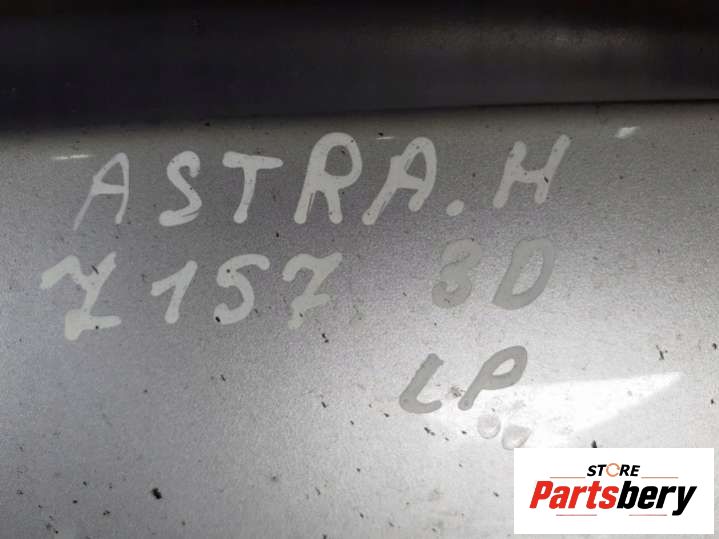 ASTRA.H
Z157 3D
LP
STORE
Partsbery